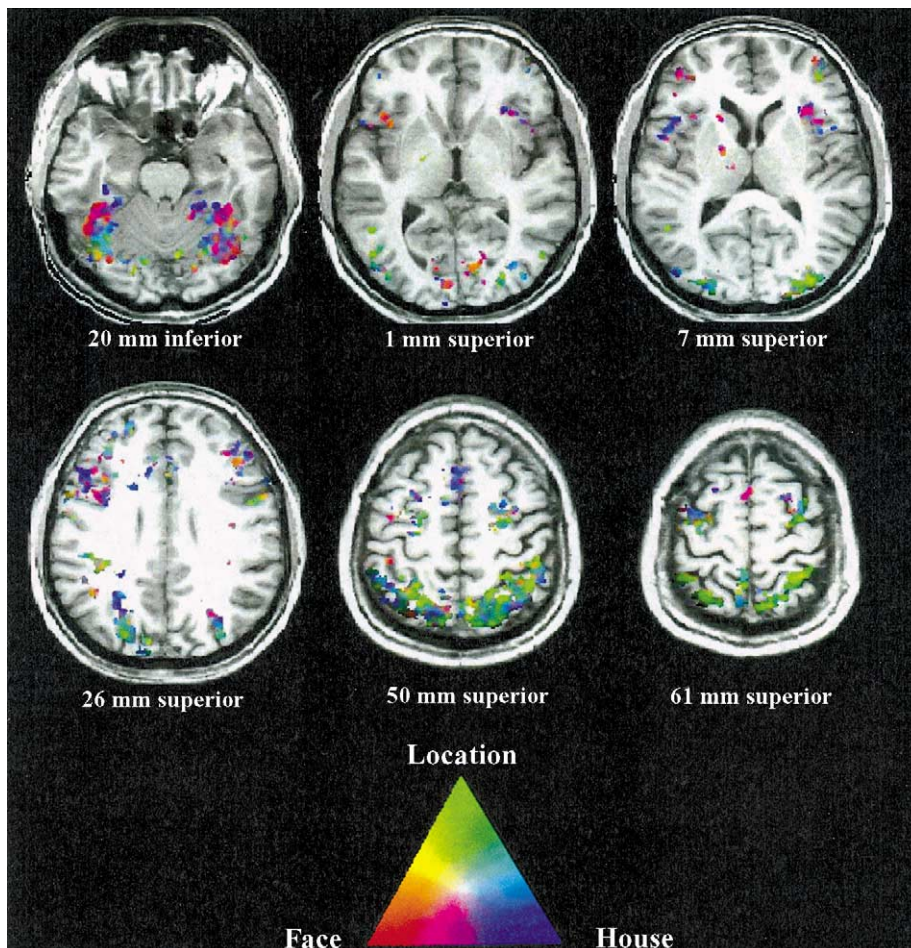 20 mm inferior
1 mm superior
7 mm superior
26 mm superior
50 mm superior
61 mm superior
Location
Face
House